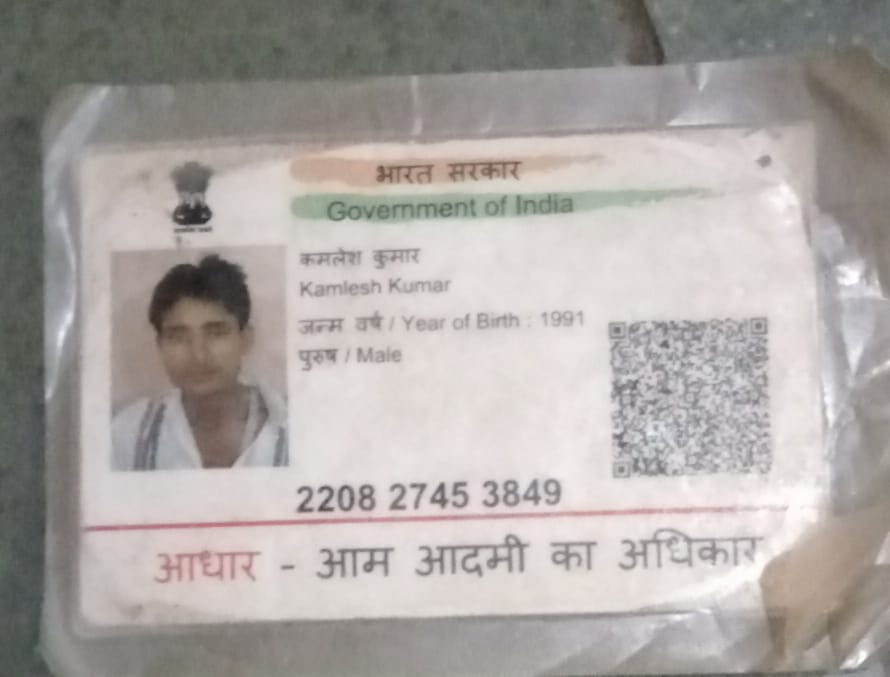 भारत सरकार
Government of India
कमलेश कुमार
Kamlesh Kumar
जन्म वर्ष / Year of Birth : 1991
पुरुष / Male
2208 2745 3849
आधार - आम आदमी का अधिकार